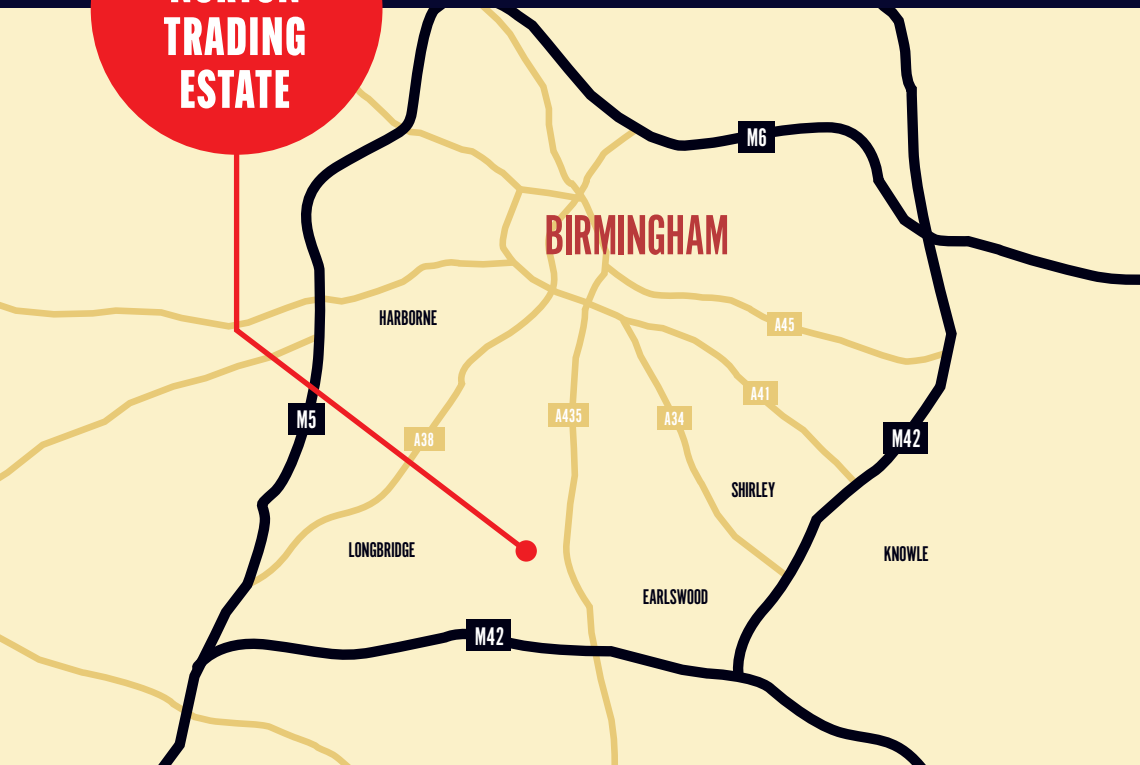 TRADING
ESTATE
M6
BIRMINGHAM
HARBORNE
A45
A41
M5
A435
A34
A38
M42
SHIRLEY
LONGBRIDGE
KNOWLE
EARLSWOOD
M42